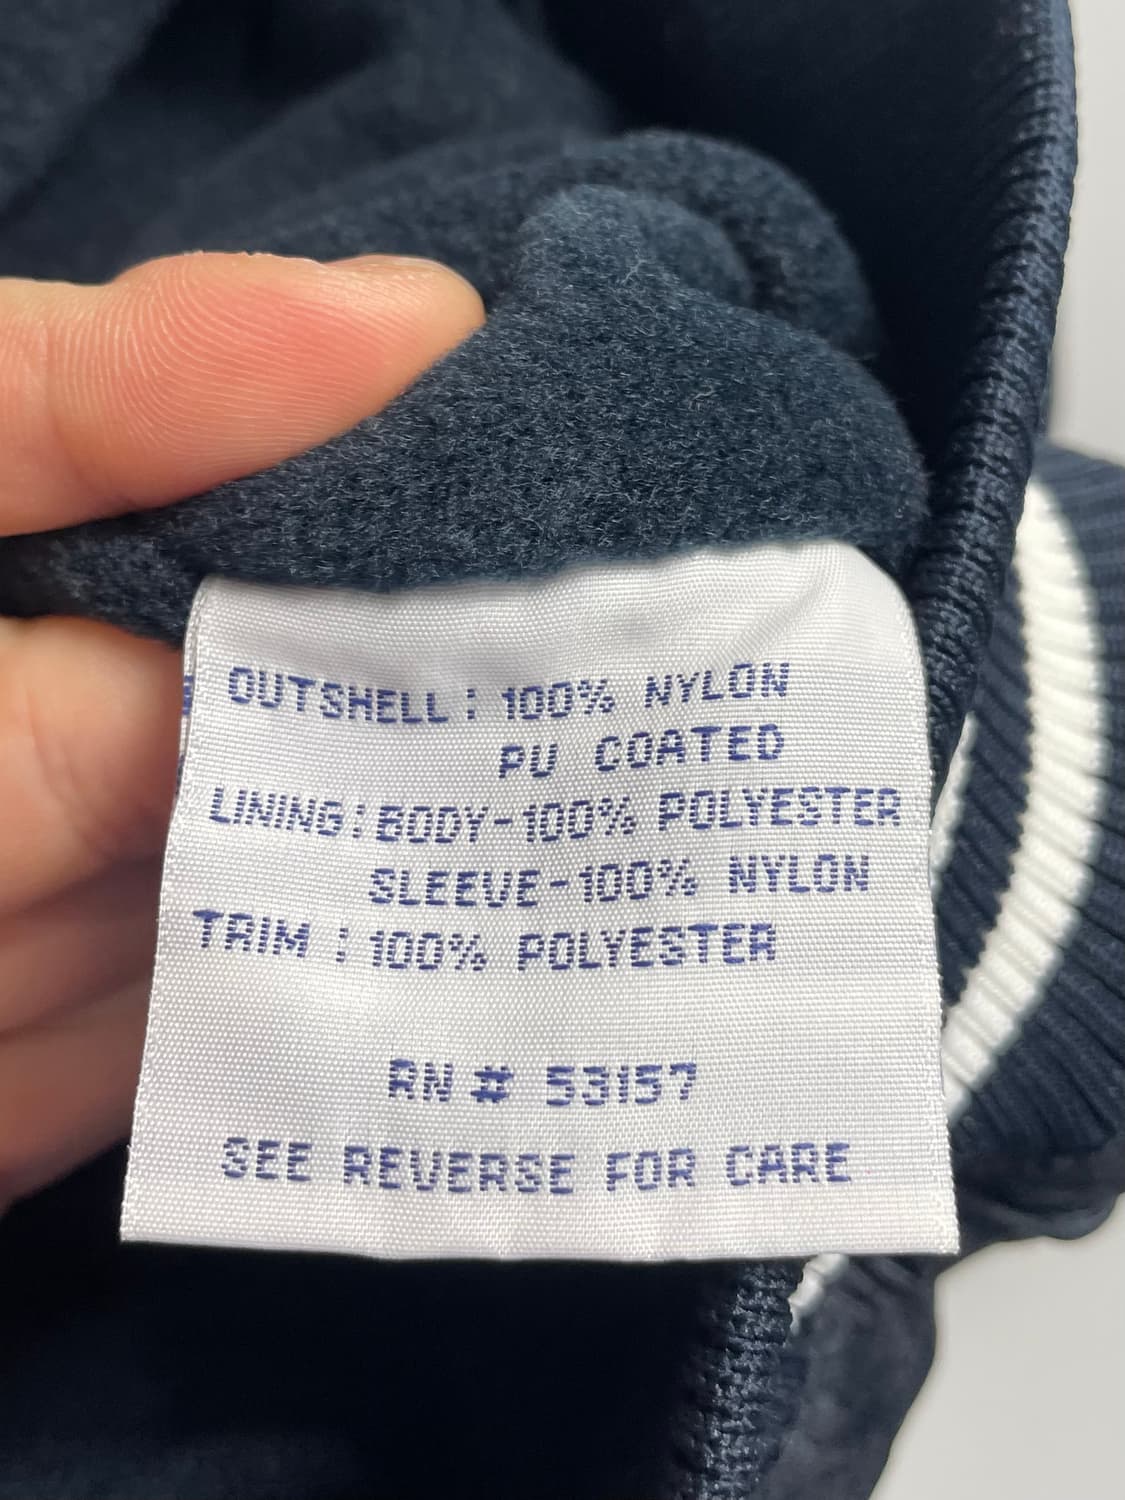 OUTSHELL: 100% NYLON
PU COATED
LINING: BODY-100% POLYESTER
SLEEVE-100% NYLON
TRIM : 100% POLYESTER
RN # 53157
SEE REVERSE FOR CARE